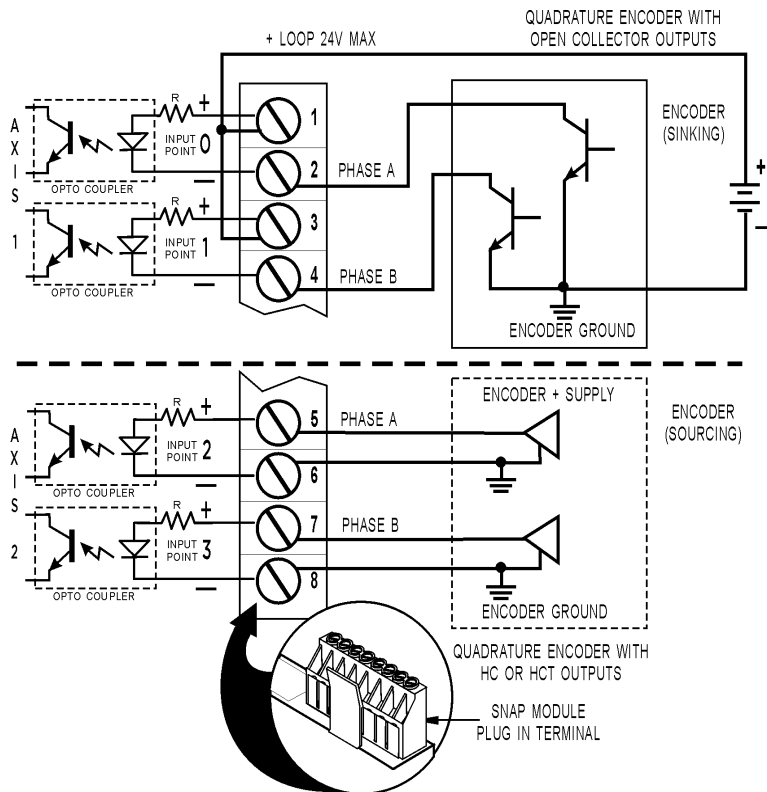 QUADRATURE ENCODER WITH
OPEN COLLECTOR OUTPUTS
+ LOOP 24V MAX
ENCODER
(SINKING)
AXIS 1
R
+
INPUT
POINT 0
–
OPTO COUPLER
R
+
INPUT
POINT 1
–
OPTO COUPLER
1
2
PHASE A
3
4
PHASE B
ENCODER GROUND
+
–
AXIS 2
R
+
INPUT
POINT 2
–
OPTO COUPLER
R
+
INPUT
POINT 3
–
OPTO COUPLER
5
PHASE A
6
7
PHASE B
8
ENCODER + SUPPLY
ENCODER
(SOURCING)
ENCODER GROUND
QUADRATURE ENCODER WITH
HC OR HCT OUTPUTS
SNAP MODULE
PLUG IN TERMINAL